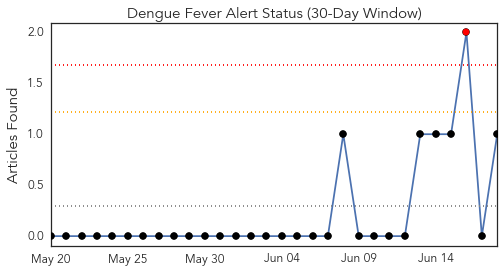 Dengue Fever Alert Status (30-Day Window)
Articles Found
2.0
1.5
1.0
0.5
0.0
May 20
May 25
May 30
Jun 04
Jun 09
Jun 14